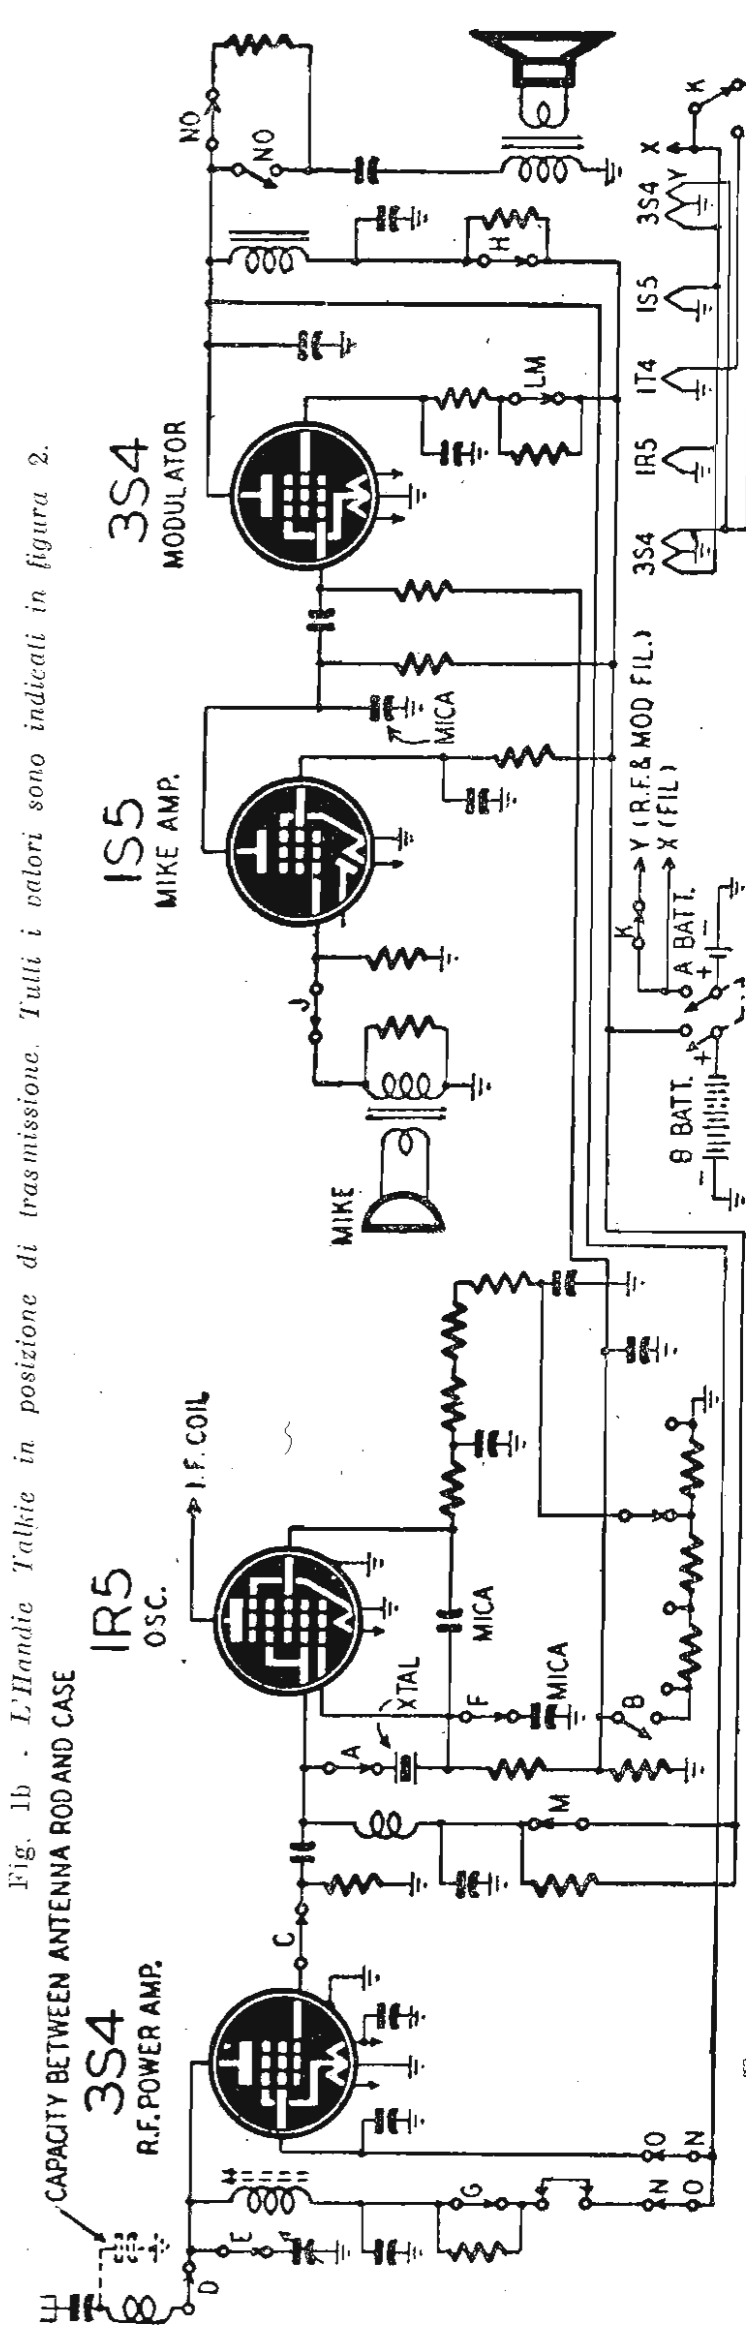 Fig. 1b - L'Handie Talkie in posizione di trasmissione. Tutti i valori sono indicati in figura 2.
CAPACITY BETWEEN ANTENNA ROD AND CASE
3S4
R.F. POWER AMP.
D
E
G
N O
O N
C
1R5
OSC.
I.F. COIL
A
XTAL
F
MICA
MICA
M
B
MIKE
J
1S5
MIKE AMP.
MICA
3S4
MODULATOR
LM
H
NO
NO
B BATT.
- +
A BATT.
+ -
K
Y (R.F. & MOD FIL.)
X (FIL)
3S4
1R5
1T4
1S5
3S4
Y
X
K